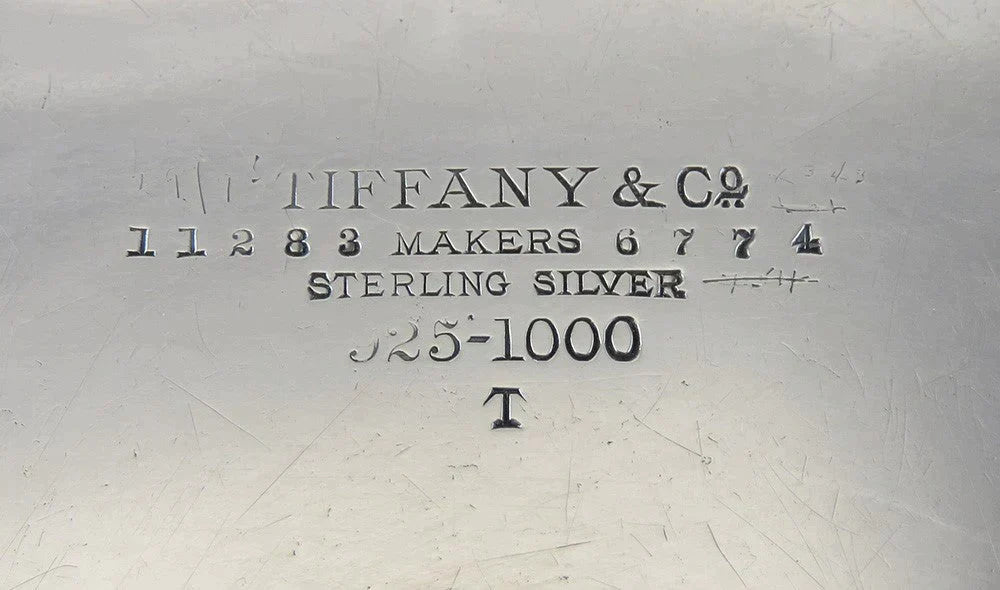 TIFFANY & Co
11283 MAKERS 6774
STERLING SILVER
925-1000
T